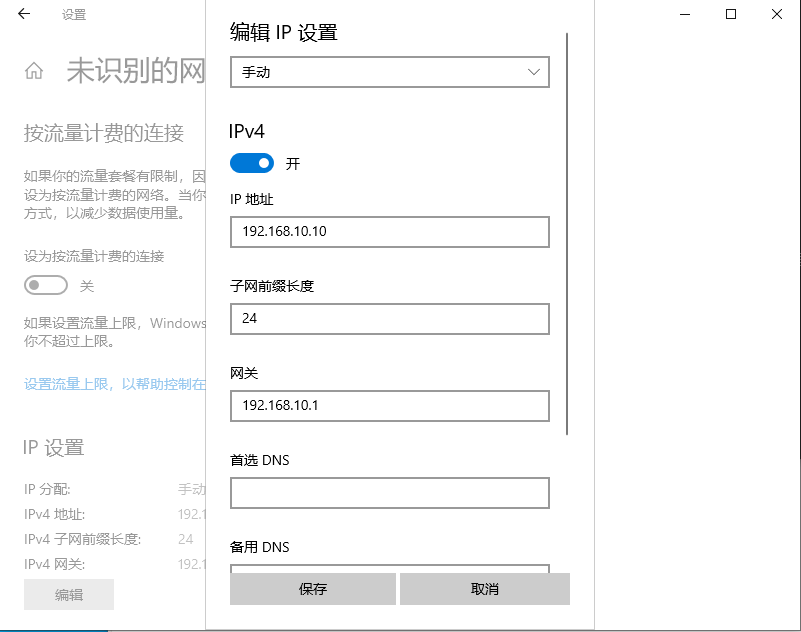 设置
未识别的网
按流量计费的连接
如果你的流量套餐有限制，因
设为按流量计费的网络。当你
方式，以减少数据使用量。
设为按流量计费的连接
关
如果设置流量上限，Windows
你不超过上限。
设置流量上限，以帮助控制在
IP 设置
IP 分配:
手动
IPv4 地址:
192.1
IPv4 子网前缀长度:
24
IPv4 网关:
192.1
编辑
编辑 IP 设置
手动
IPv4
开
IP 地址
192.168.10.10
子网前缀长度
24
网关
192.168.10.1
首选 DNS
备用 DNS
保存
取消